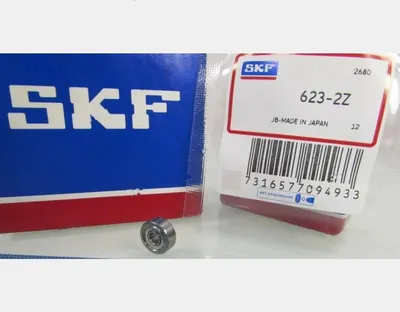 SKF
SKF
2680
623-2Z
JB-MADE IN JAPAN
12
7316577094933